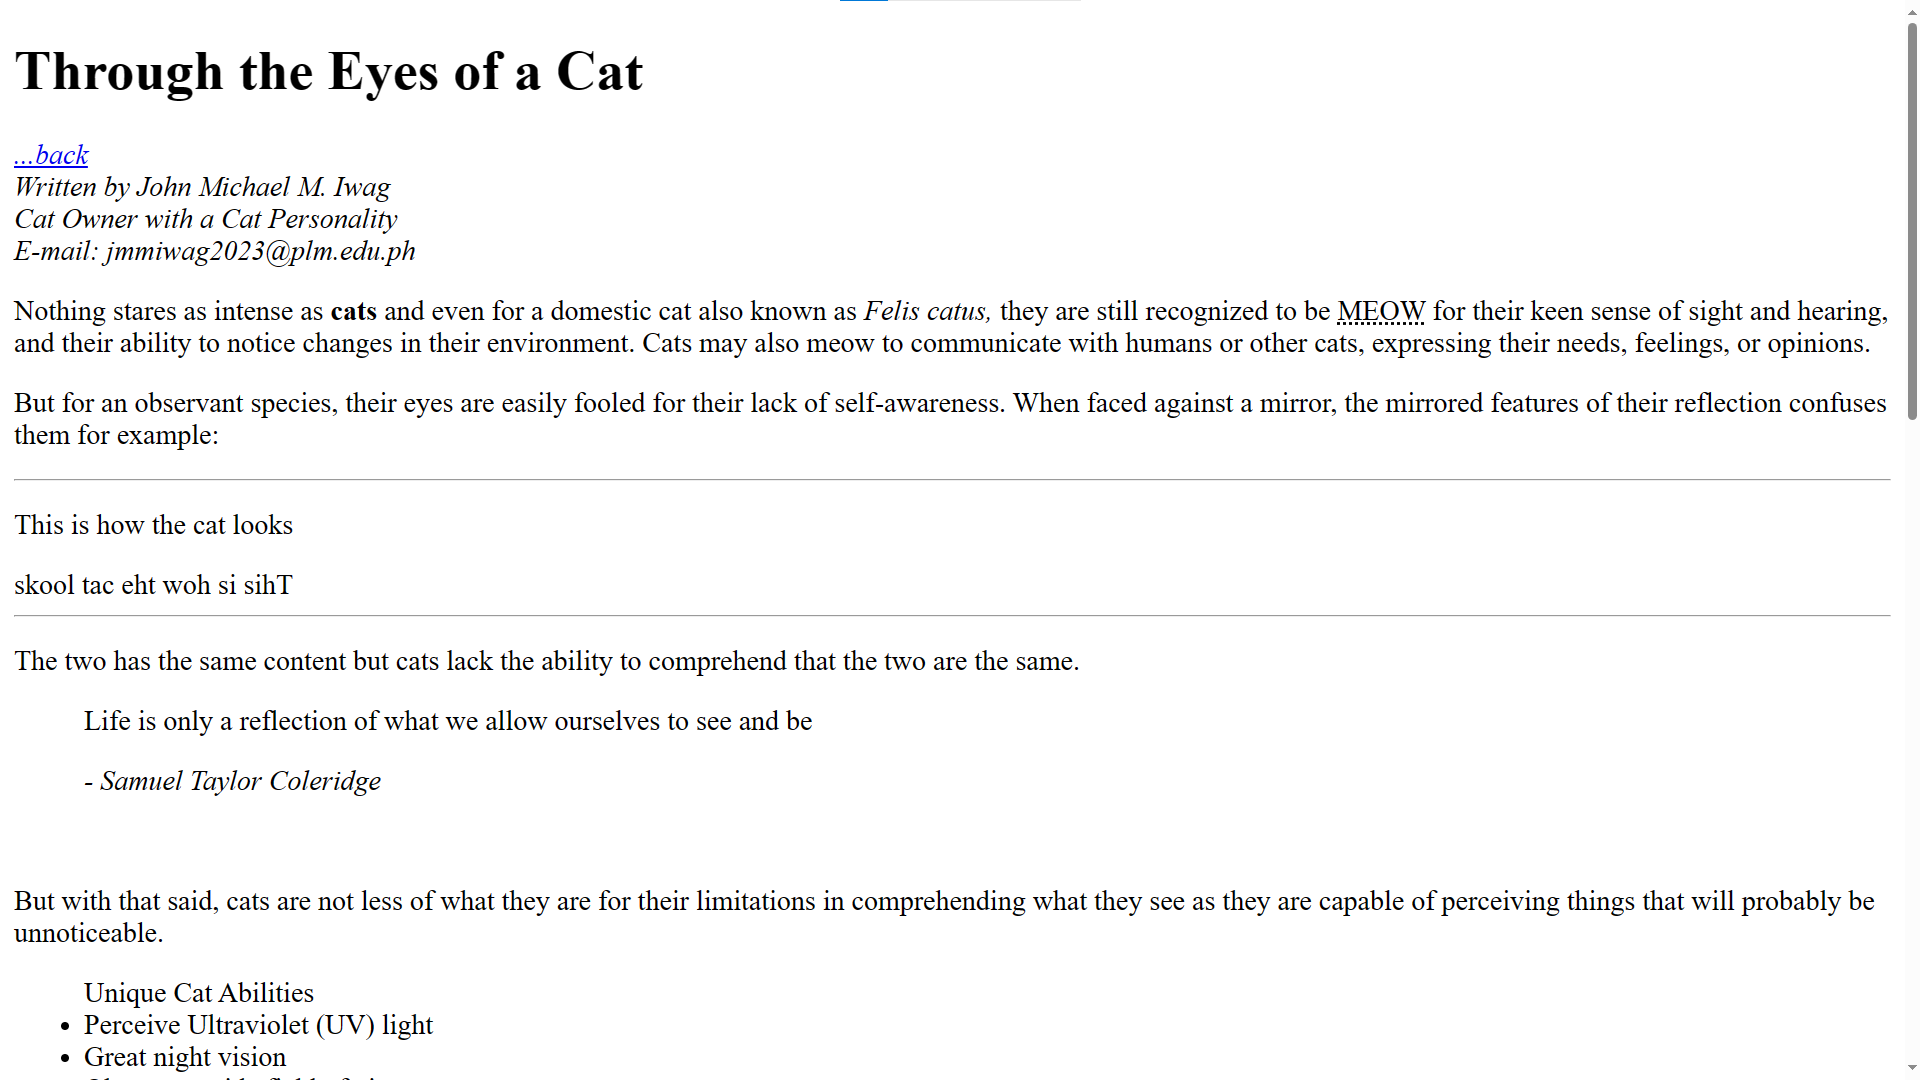 Through the Eyes of a Cat
...back
Written by John Michael M. Iwag
Cat Owner with a Cat Personality
E-mail: jmmiwag2023@plm.edu.ph
Nothing stares as intense as cats and even for a domestic cat also known as Felis catus, they are still recognized to be MEOW for their keen sense of sight and hearing,
and their ability to notice changes in their environment. Cats may also meow to communicate with humans or other cats, expressing their needs, feelings, or opinions.
But for an observant species, their eyes are easily fooled for their lack of self-awareness. When faced against a mirror, the mirrored features of their reflection confuses
them for example:
This is how the cat looks
skool tac eht woh si sihT
The two has the same content but cats lack the ability to comprehend that the two are the same.
Life is only a reflection of what we allow ourselves to see and be
- Samuel Taylor Coleridge
But with that said, cats are not less of what they are for their limitations in comprehending what they see as they are capable of perceiving things that will probably be
unnoticeable.
Unique Cat Abilities
• Perceive Ultraviolet (UV) light
• Great night vision